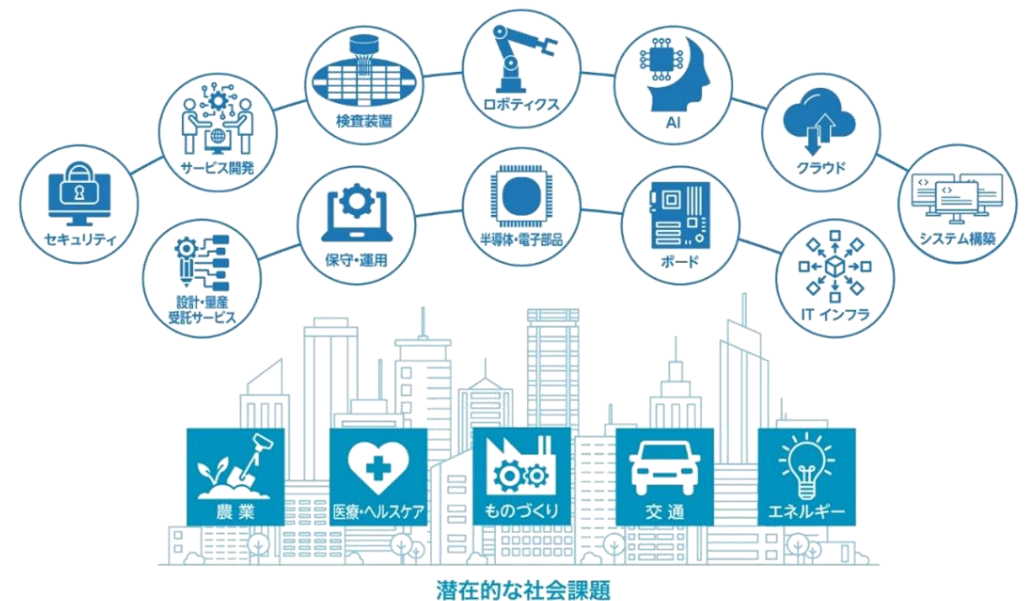 セキュリティ
サービス開発
検査装置
ロボティクス
AI
クラウド
システム構築
設計・量産
受託サービス
保守・運用
半導体・電子部品
ボード
IT インフラ
農業
医療・ヘルスケア
ものづくり
交通
エネルギー
潜在的な社会課題